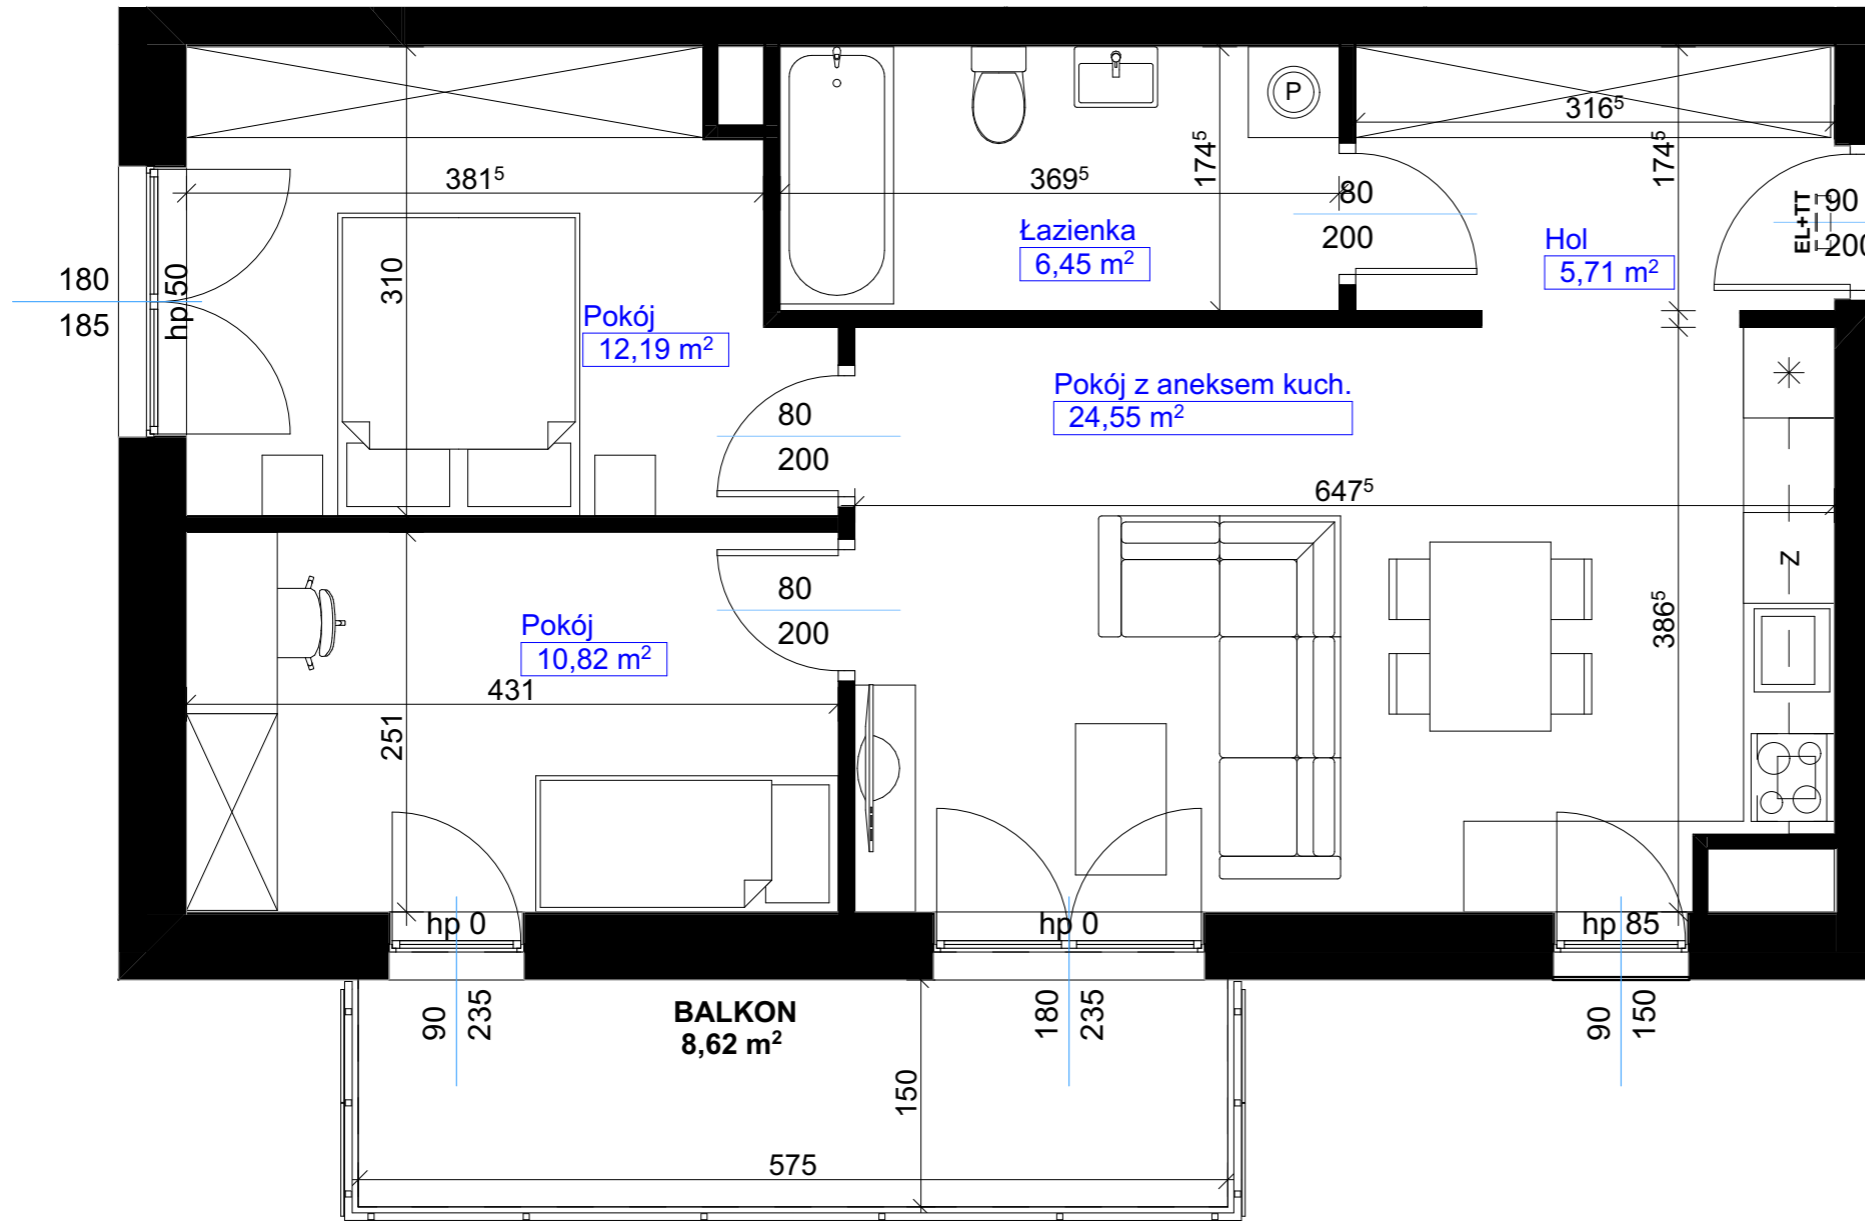 P
316⁵
381⁵
369⁵
174⁵
174⁵
80
200
90
200
EL+TT
Łazienka
6,45 m²
Hol
5,71 m²
180
185
hp 50
310
Pokój
12,19 m²
Pokój z aneksem kuch.
24,55 m²
80
200
647⁵
Z
80
200
Pokój
10,82 m²
386⁵
431
251
hp 0
hp 0
hp 85
90
235
BALKON
8,62 m²
180
235
90
150
150
575